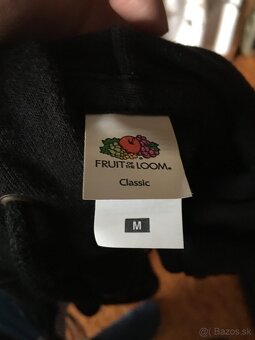 FRUIT OF THE LOOM®
Classic
M
Bazos.sk